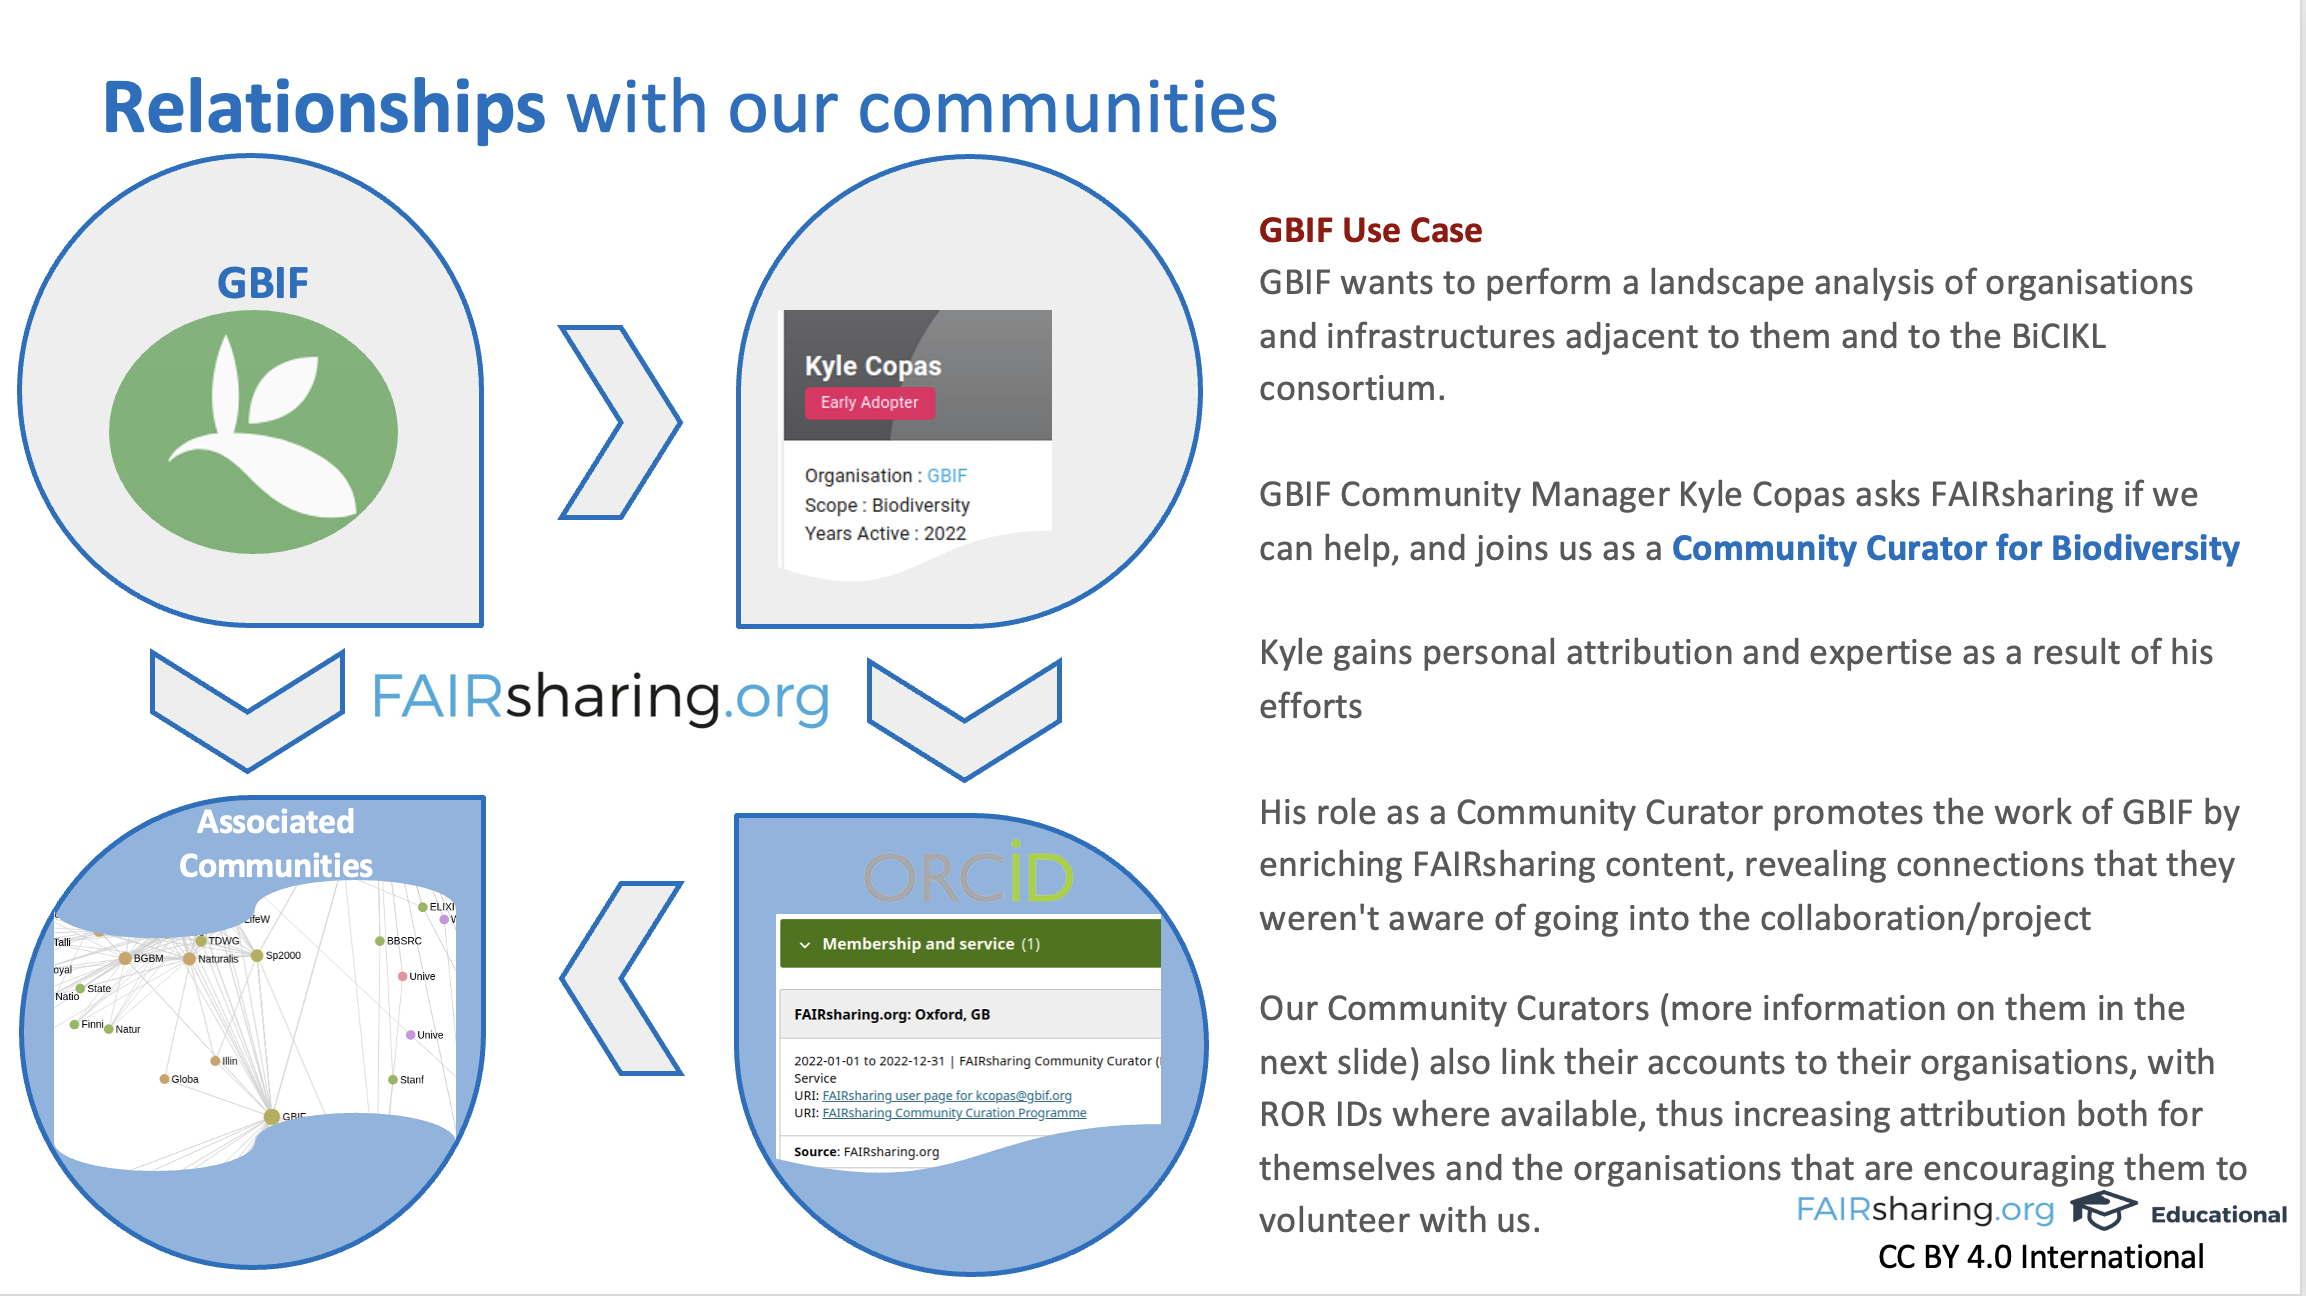 Relationships with our communities
GBIF
Kyle Copas
Early Adopter
Organisation : GBIF
Scope : Biodiversity
Years Active : 2022
FAIRsharing.org
Associated
Communities
ELIXI
LifeW
Talli
TDWG
BBSRC
BGBM
Naturalis
Sp2000
oyal
Unive
State
Natio
Finni
Natur
Unive
Illin
Globa
Stanf
GBIF
ORCiD
Membership and service (1)
FAIRsharing.org: Oxford, GB
2022-01-01 to 2022-12-31 | FAIRsharing Community Curator (
Service
URI: FAIRsharing user page for kcopas@gbif.org
URI: FAIRsharing Community Curation Programme
Source: FAIRsharing.org
GBIF Use Case
GBIF wants to perform a landscape analysis of organisations
and infrastructures adjacent to them and to the BiCIKL
consortium.
GBIF Community Manager Kyle Copas asks FAIRsharing if we
can help, and joins us as a Community Curator for Biodiversity
Kyle gains personal attribution and expertise as a result of his
efforts
His role as a Community Curator promotes the work of GBIF by
enriching FAIRsharing content, revealing connections that they
weren't aware of going into the collaboration/project
Our Community Curators (more information on them in the
next slide) also link their accounts to their organisations, with
ROR IDs where available, thus increasing attribution both for
themselves and the organisations that are encouraging them to
volunteer with us.
FAIRsharing.org Educational
CC BY 4.0 International